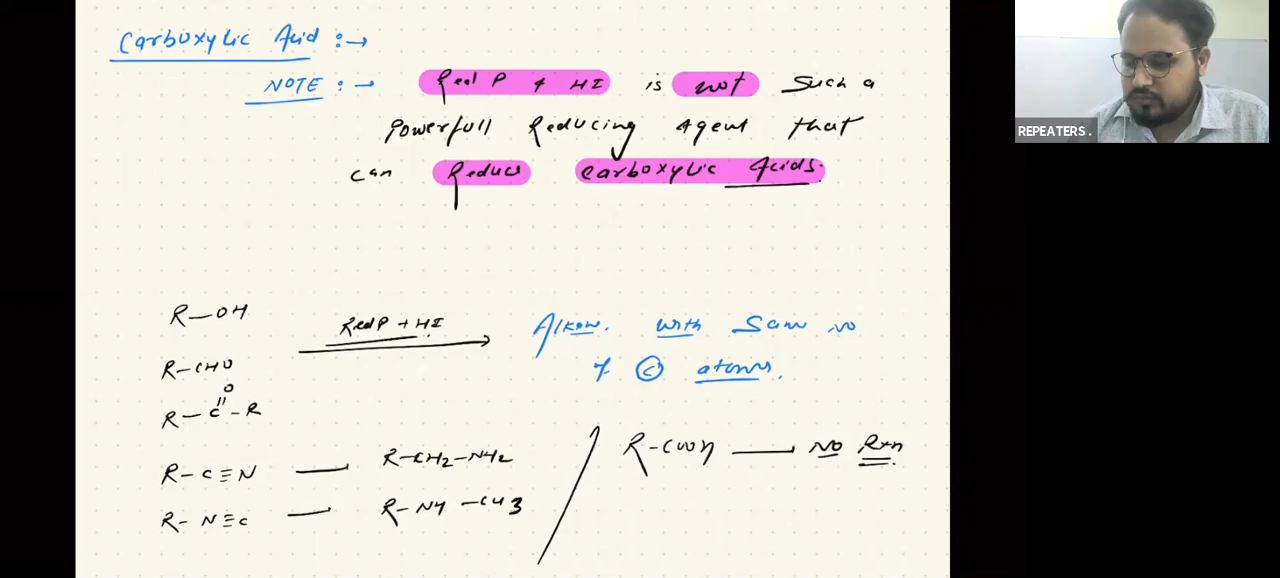 Carboxylic Acid :→
NOTE :→ Red P + HI is not such a
Powerfull Reducing Agent that
can Reduce Carboxylic Acids.
R-OH
Red P + HI
Alkane. with Same no
of C atoms.
R-CHO
O
R-C-R
R-C≡N — R-CH2-NH2
R-N≡C — R-NH-CH3
R-COOH — NO Rxn
REPEATERS .